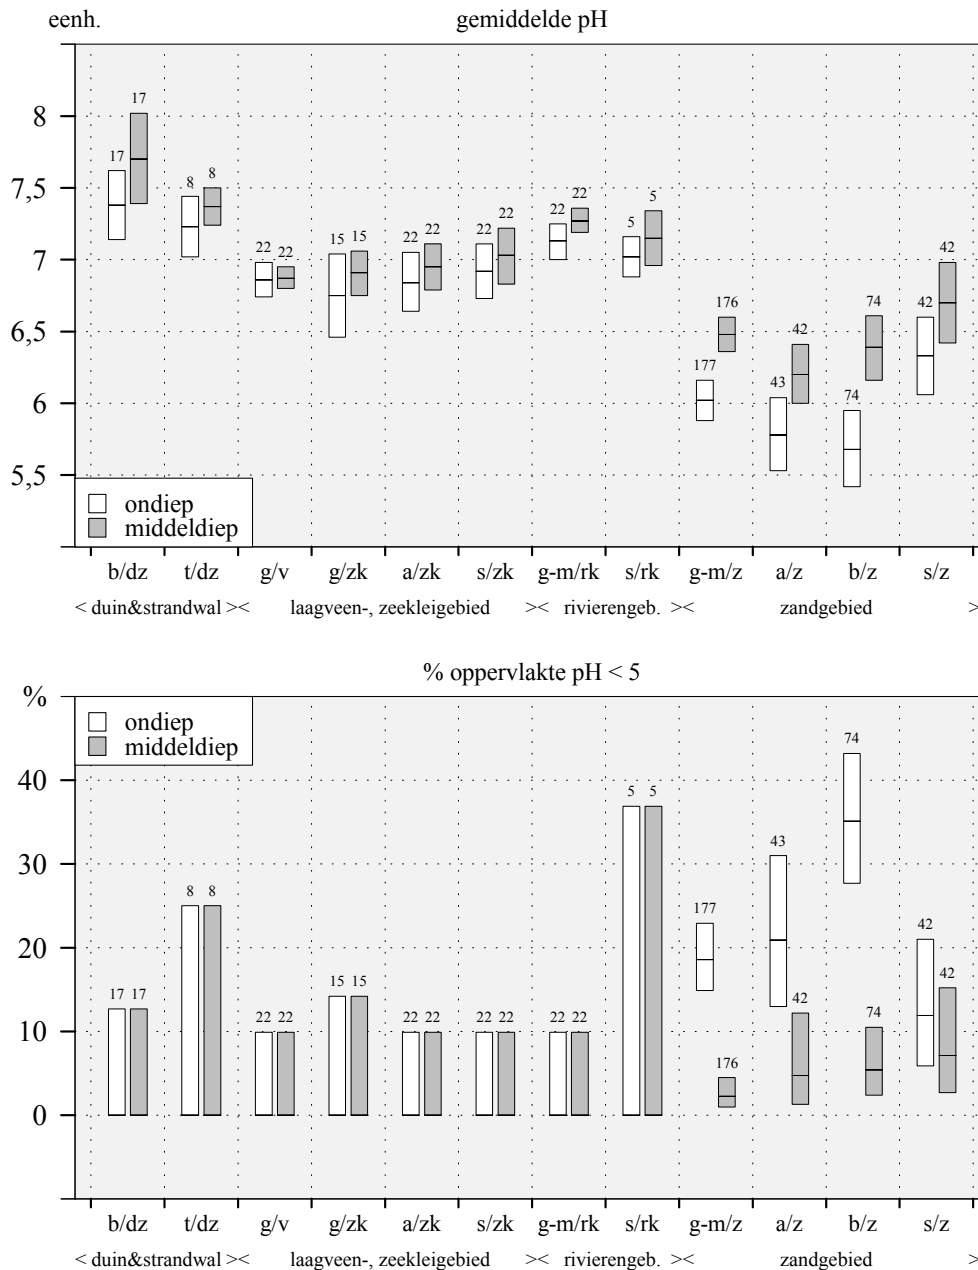 eenh. gemiddelde pH
17
8
17
8 8
7,5
22 22
5
22 22 15 15 22 22 22 22 5
7
42
176 74
42 42
6,5
177
43 74
6
5,5
ondiep
middeldiep
b/dz t/dz g/v g/zk a/zk s/zk g-m/rk s/rk g-m/z a/z b/z s/z
< duin&strandwal >< laagveen-, zeekleigebied >< rivierengeb. >< zandgebied >
% oppervlakte pH < 5
%
ondiep
middeldiep
74
40
5 5
43
30
8 8
177 42
20
15 15
17 17 42 42
22 22 22 22 22 22 22 22 74
10
176
0
b/dz t/dz g/v g/zk a/zk s/zk g-m/rk s/rk g-m/z a/z b/z s/z
< duin&strandwal >< laagveen-, zeekleigebied >< rivierengeb. >< zandgebied >